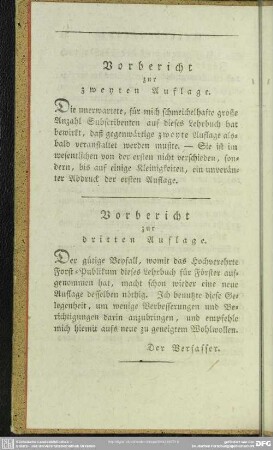 Vorbericht
zur
zweyten Auflage.
Die unerwartete, für mich schmeichelhafte große
Anzahl Subscribenten auf dieses Lehrbuch hat
bewirkt, daß gegenwärtige zweyte Auflage als-
bald veranstaltet werden mußte. — Sie ist im
wesentlichen von der ersten nicht verschieden, son-
dern, bis auf einige Kleinigkeiten, ein unverän-
ter Abdruck der ersten Auflage.
Vorbericht
zur
dritten Auflage.
Der gütige Beyfall, womit das Hochverehrte
Forst-Publikum dieses Lehrbuch für Förster auf-
genommen hat, macht schon wieder eine neue
Auflage desselben nöthig. Ich benutze diese Ge-
legenheit, um wenige Verbesserungen und Be-
richtigungen darin anzubringen, und empfehle
mich hiemit aufs neue zu geneigtem Wohlwollen.
Der Verfasser.